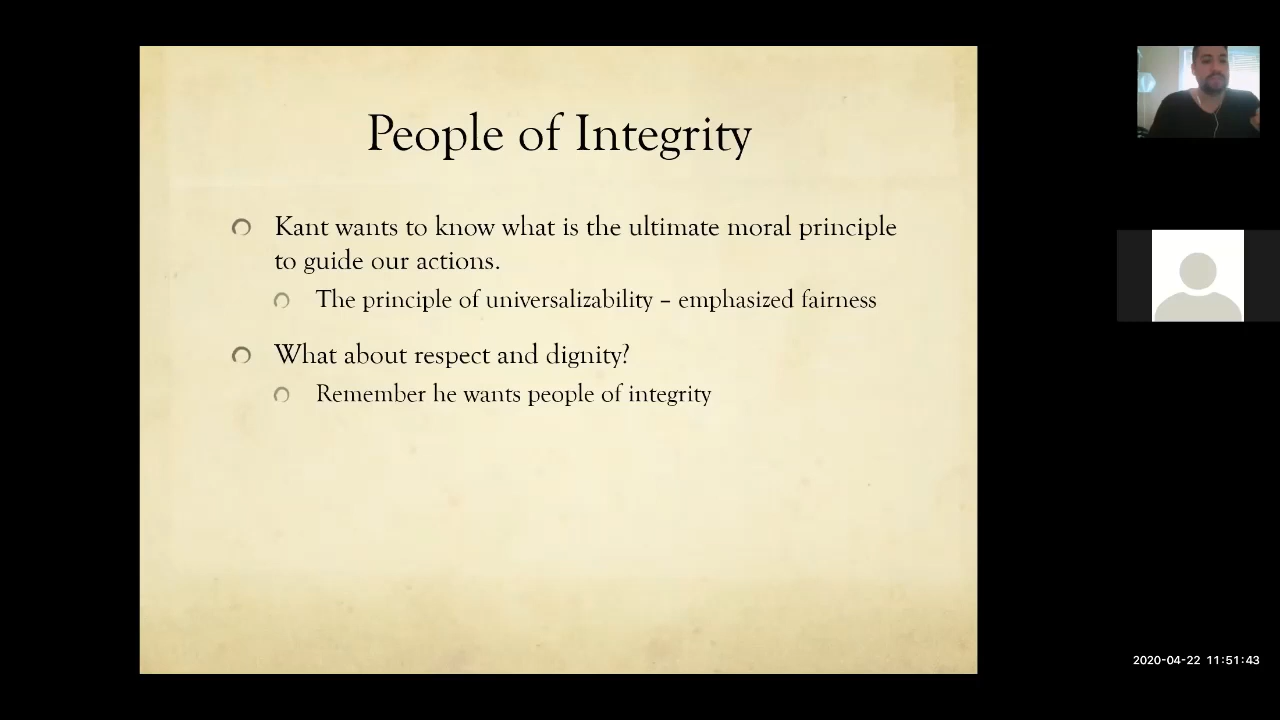 People of Integrity
Kant wants to know what is the ultimate moral principle
to guide our actions.
The principle of universalizability – emphasized fairness
What about respect and dignity?
Remember he wants people of integrity
2020-04-22 11:51:43